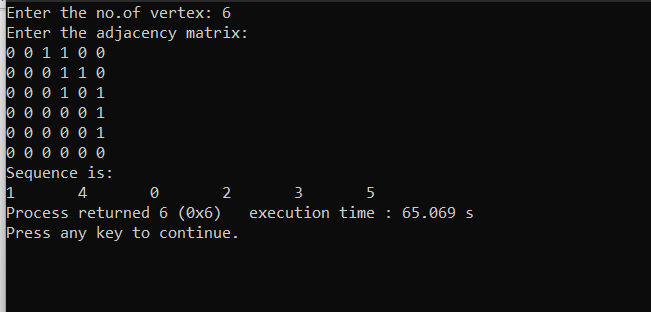 Enter the no.of vertex: 6
Enter the adjacency matrix:
0 0 1 1 0 0
0 0 0 1 1 0
0 0 0 1 0 1
0 0 0 0 0 1
0 0 0 0 0 1
0 0 0 0 0 0
Sequence is:
1       4       0       2       3       5
Process returned 6 (0x6)   execution time : 65.069 s
Press any key to continue.